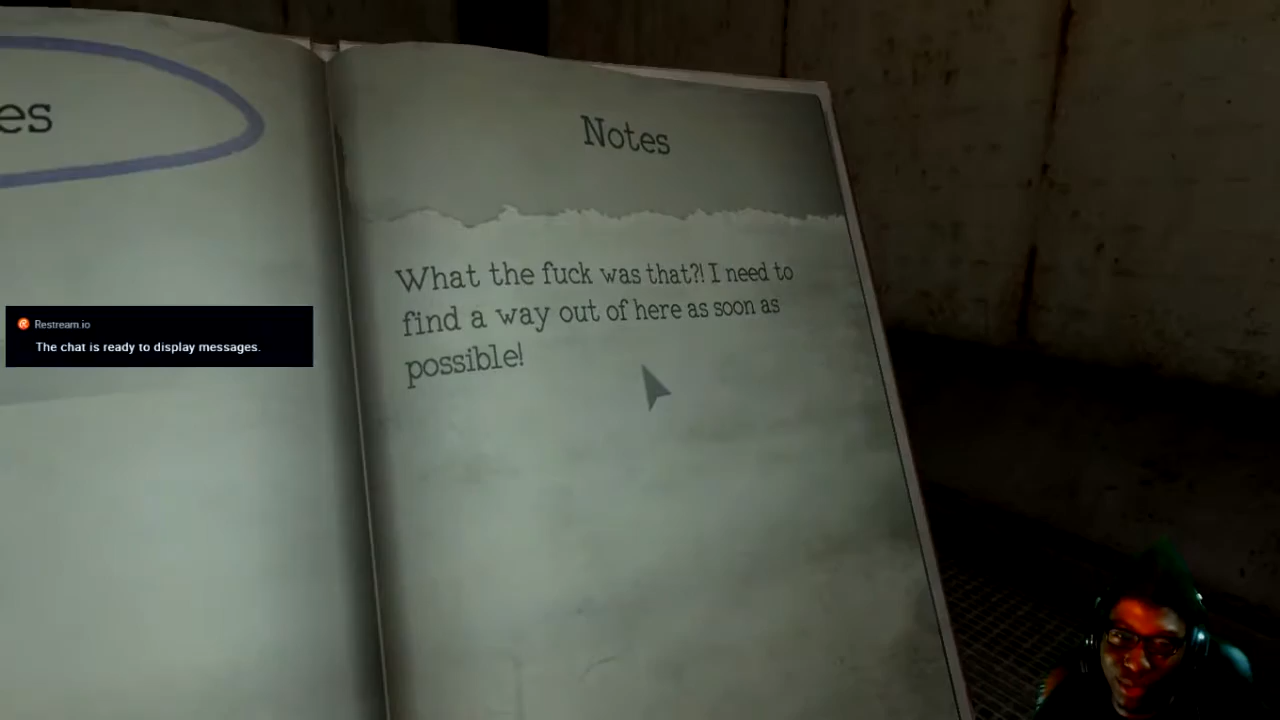 es
Notes
What the fuck was that?! I need to
find a way out of here as soon as
possible!
Restream.io
The chat is ready to display messages.